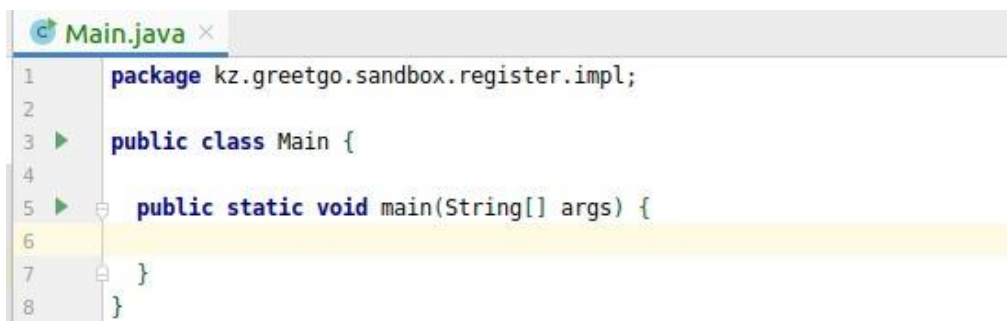 Main.java
1 package kz.greetgo.sandbox.register.impl;
2
3 public class Main {
4
5 public static void main(String[] args) {
6
7 }
8 }